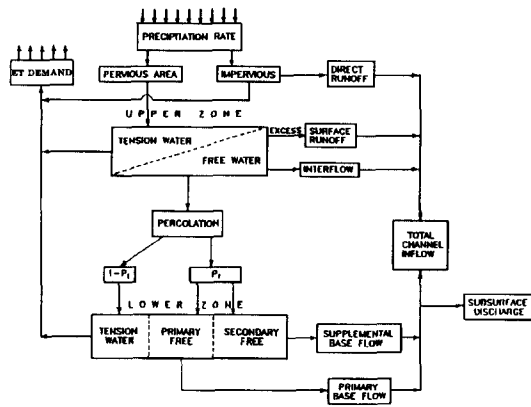 PRECIPITATION RATE
ET DEMAND
PERVIOUS AREA
IMPERVIOUS
DIRECT
RUNOFF
UPPER ZONE
TENSION WATER
FREE WATER
EXCESS
SURFACE
RUNOFF
INTERFLOW
PERCOLATION
TOTAL
CHANNEL
INFLOW
1-Pf
Pf
LOWER ZONE
TENSION
WATER
PRIMARY
FREE
SECONDARY
FREE
SUPPLEMENTAL
BASE FLOW
SUBSURFACE
DISCHARGE
PRIMARY
BASE FLOW